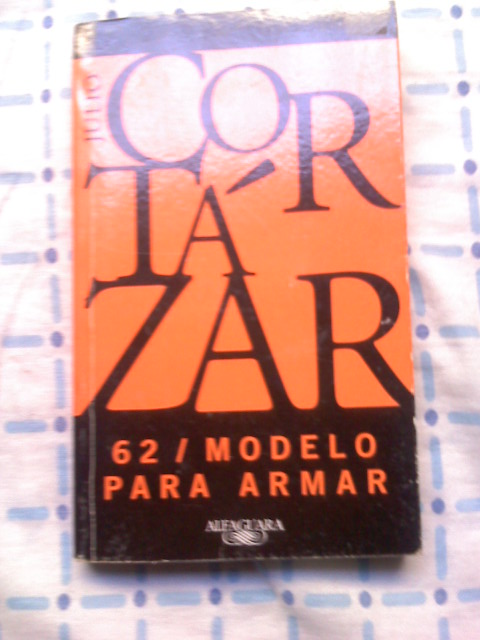 JULIO
COR
TÁ
ZAR
62 / MODELO
PARA ARMAR
ALFAGUARA